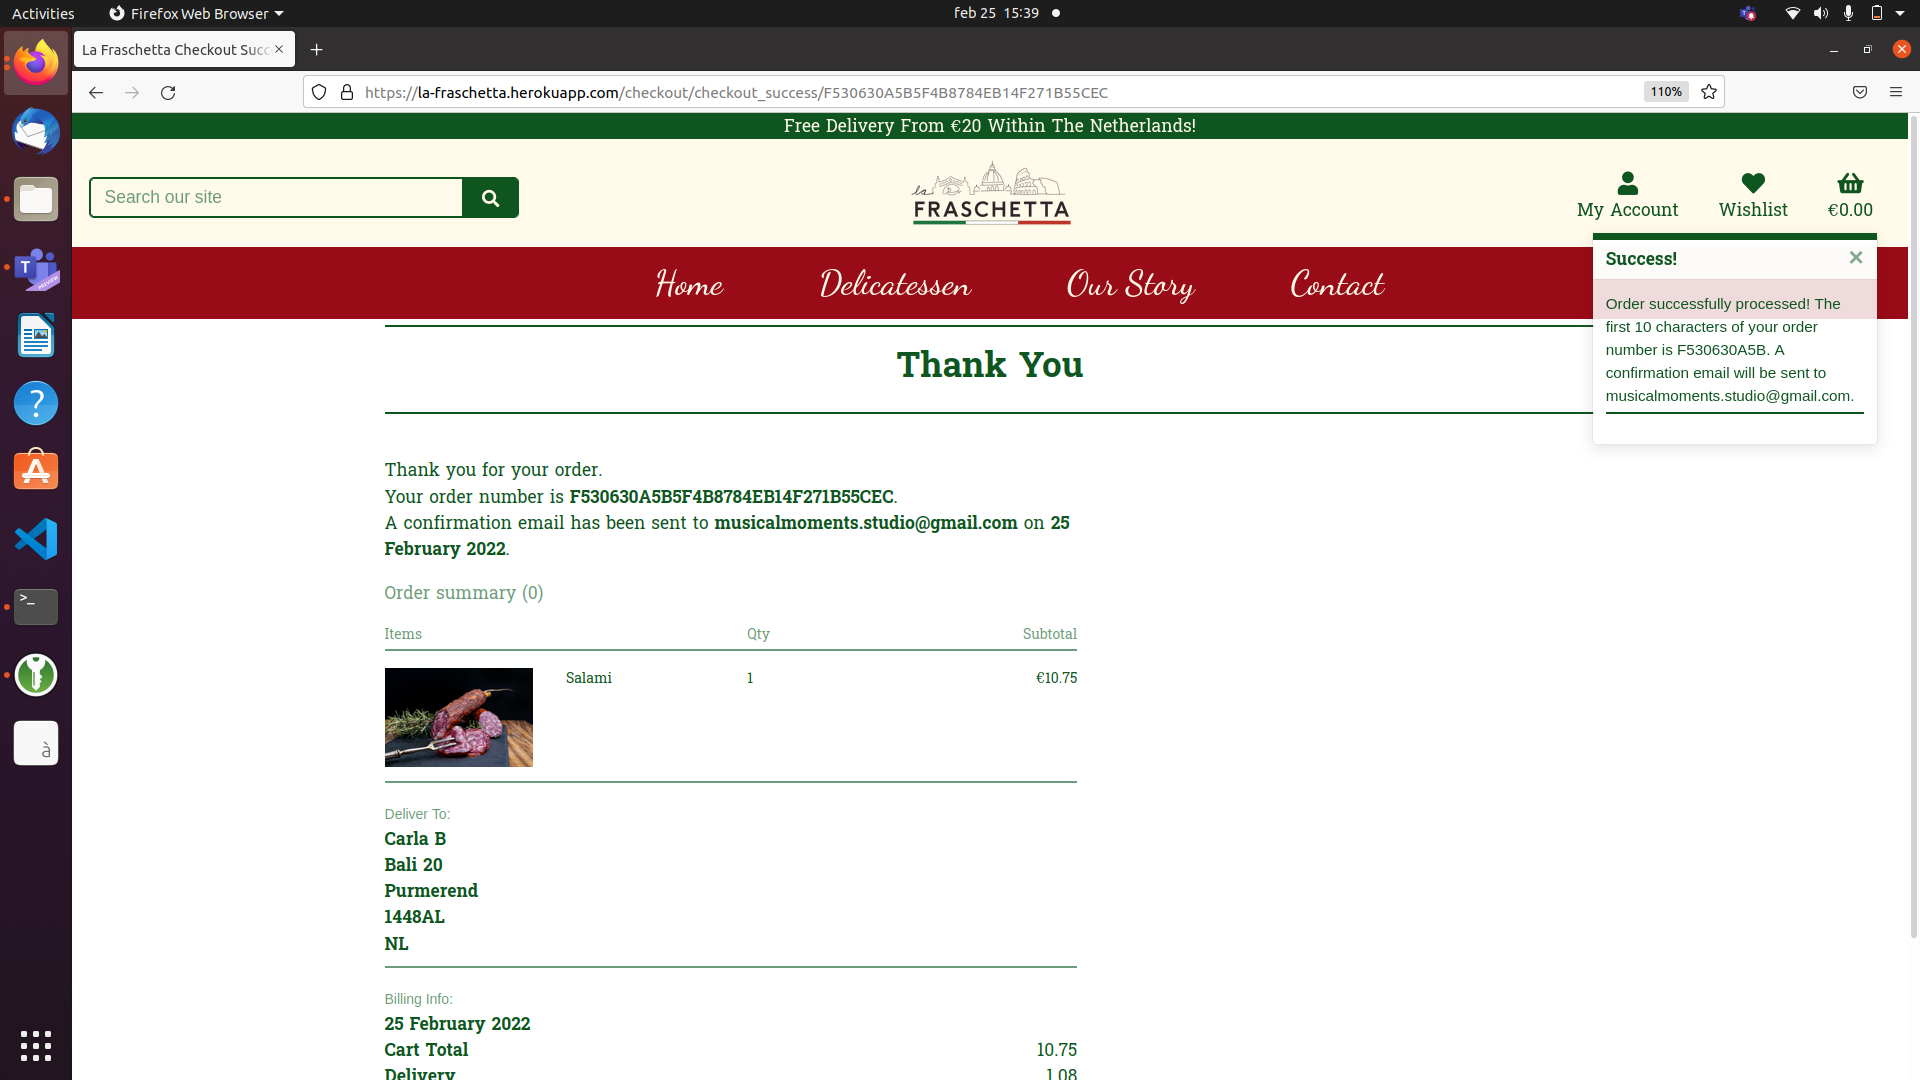 Activities
Firefox Web Browser
feb 25 15:39
La Fraschetta Checkout Succ
https://la-fraschetta.herokuapp.com/checkout/checkout_success/F530630A5B5F4B8784EB14F271B55CEC
110%
Free Delivery From €20 Within The Netherlands!
Search our site
la
FRASCHETTA
My Account
Wishlist
€0.00
Home
Delicatessen
Our Story
Contact
Success!
Order successfully processed! The
first 10 characters of your order
number is F530630A5B. A
confirmation email will be sent to
musicalmoments.studio@gmail.com.
Thank You
Thank you for your order.
Your order number is F530630A5B5F4B8784EB14F271B55CEC.
A confirmation email has been sent to musicalmoments.studio@gmail.com on 25
February 2022.
Order summary (0)
Items
Qty
Subtotal
Salami
1
€10.75
Deliver To:
Carla B
Bali 20
Purmerend
1448AL
NL
Billing Info:
25 February 2022
Cart Total
10.75
Delivery
1.08